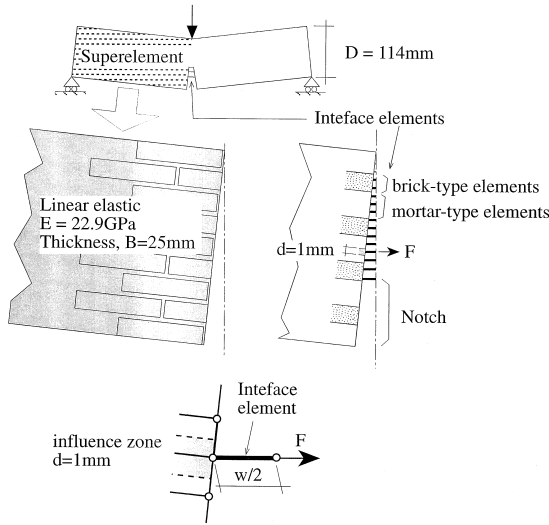 Superelement
D = 114mm
Inteface elements
Linear elastic
E = 22.9GPa
Thickness, B=25mm
brick-type elements
mortar-type elements
d=1mm
F
Notch
Inteface
element
influence zone
d=1mm
F
w/2